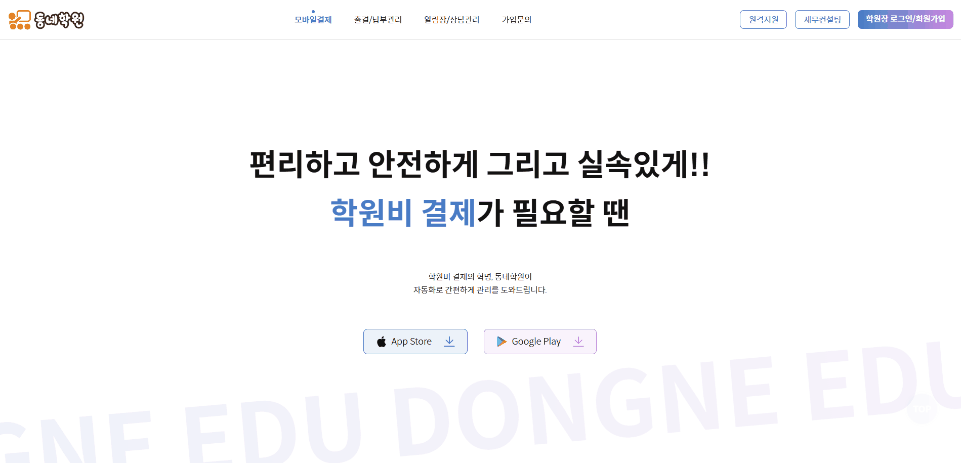 동네학원
모바일결제 출결/납부관리 알림장/상담관리 가입문의
원격지원 세무컨설팅 학원장 로그인/회원가입
편리하고 안전하게 그리고 실속있게!!
학원비 결제가 필요할 땐
학원비 결제의 혁명, 동네학원이
자동화로 간편하게 관리를 도와드립니다.
App Store Google Play
GNE EDU DONGNE EDU